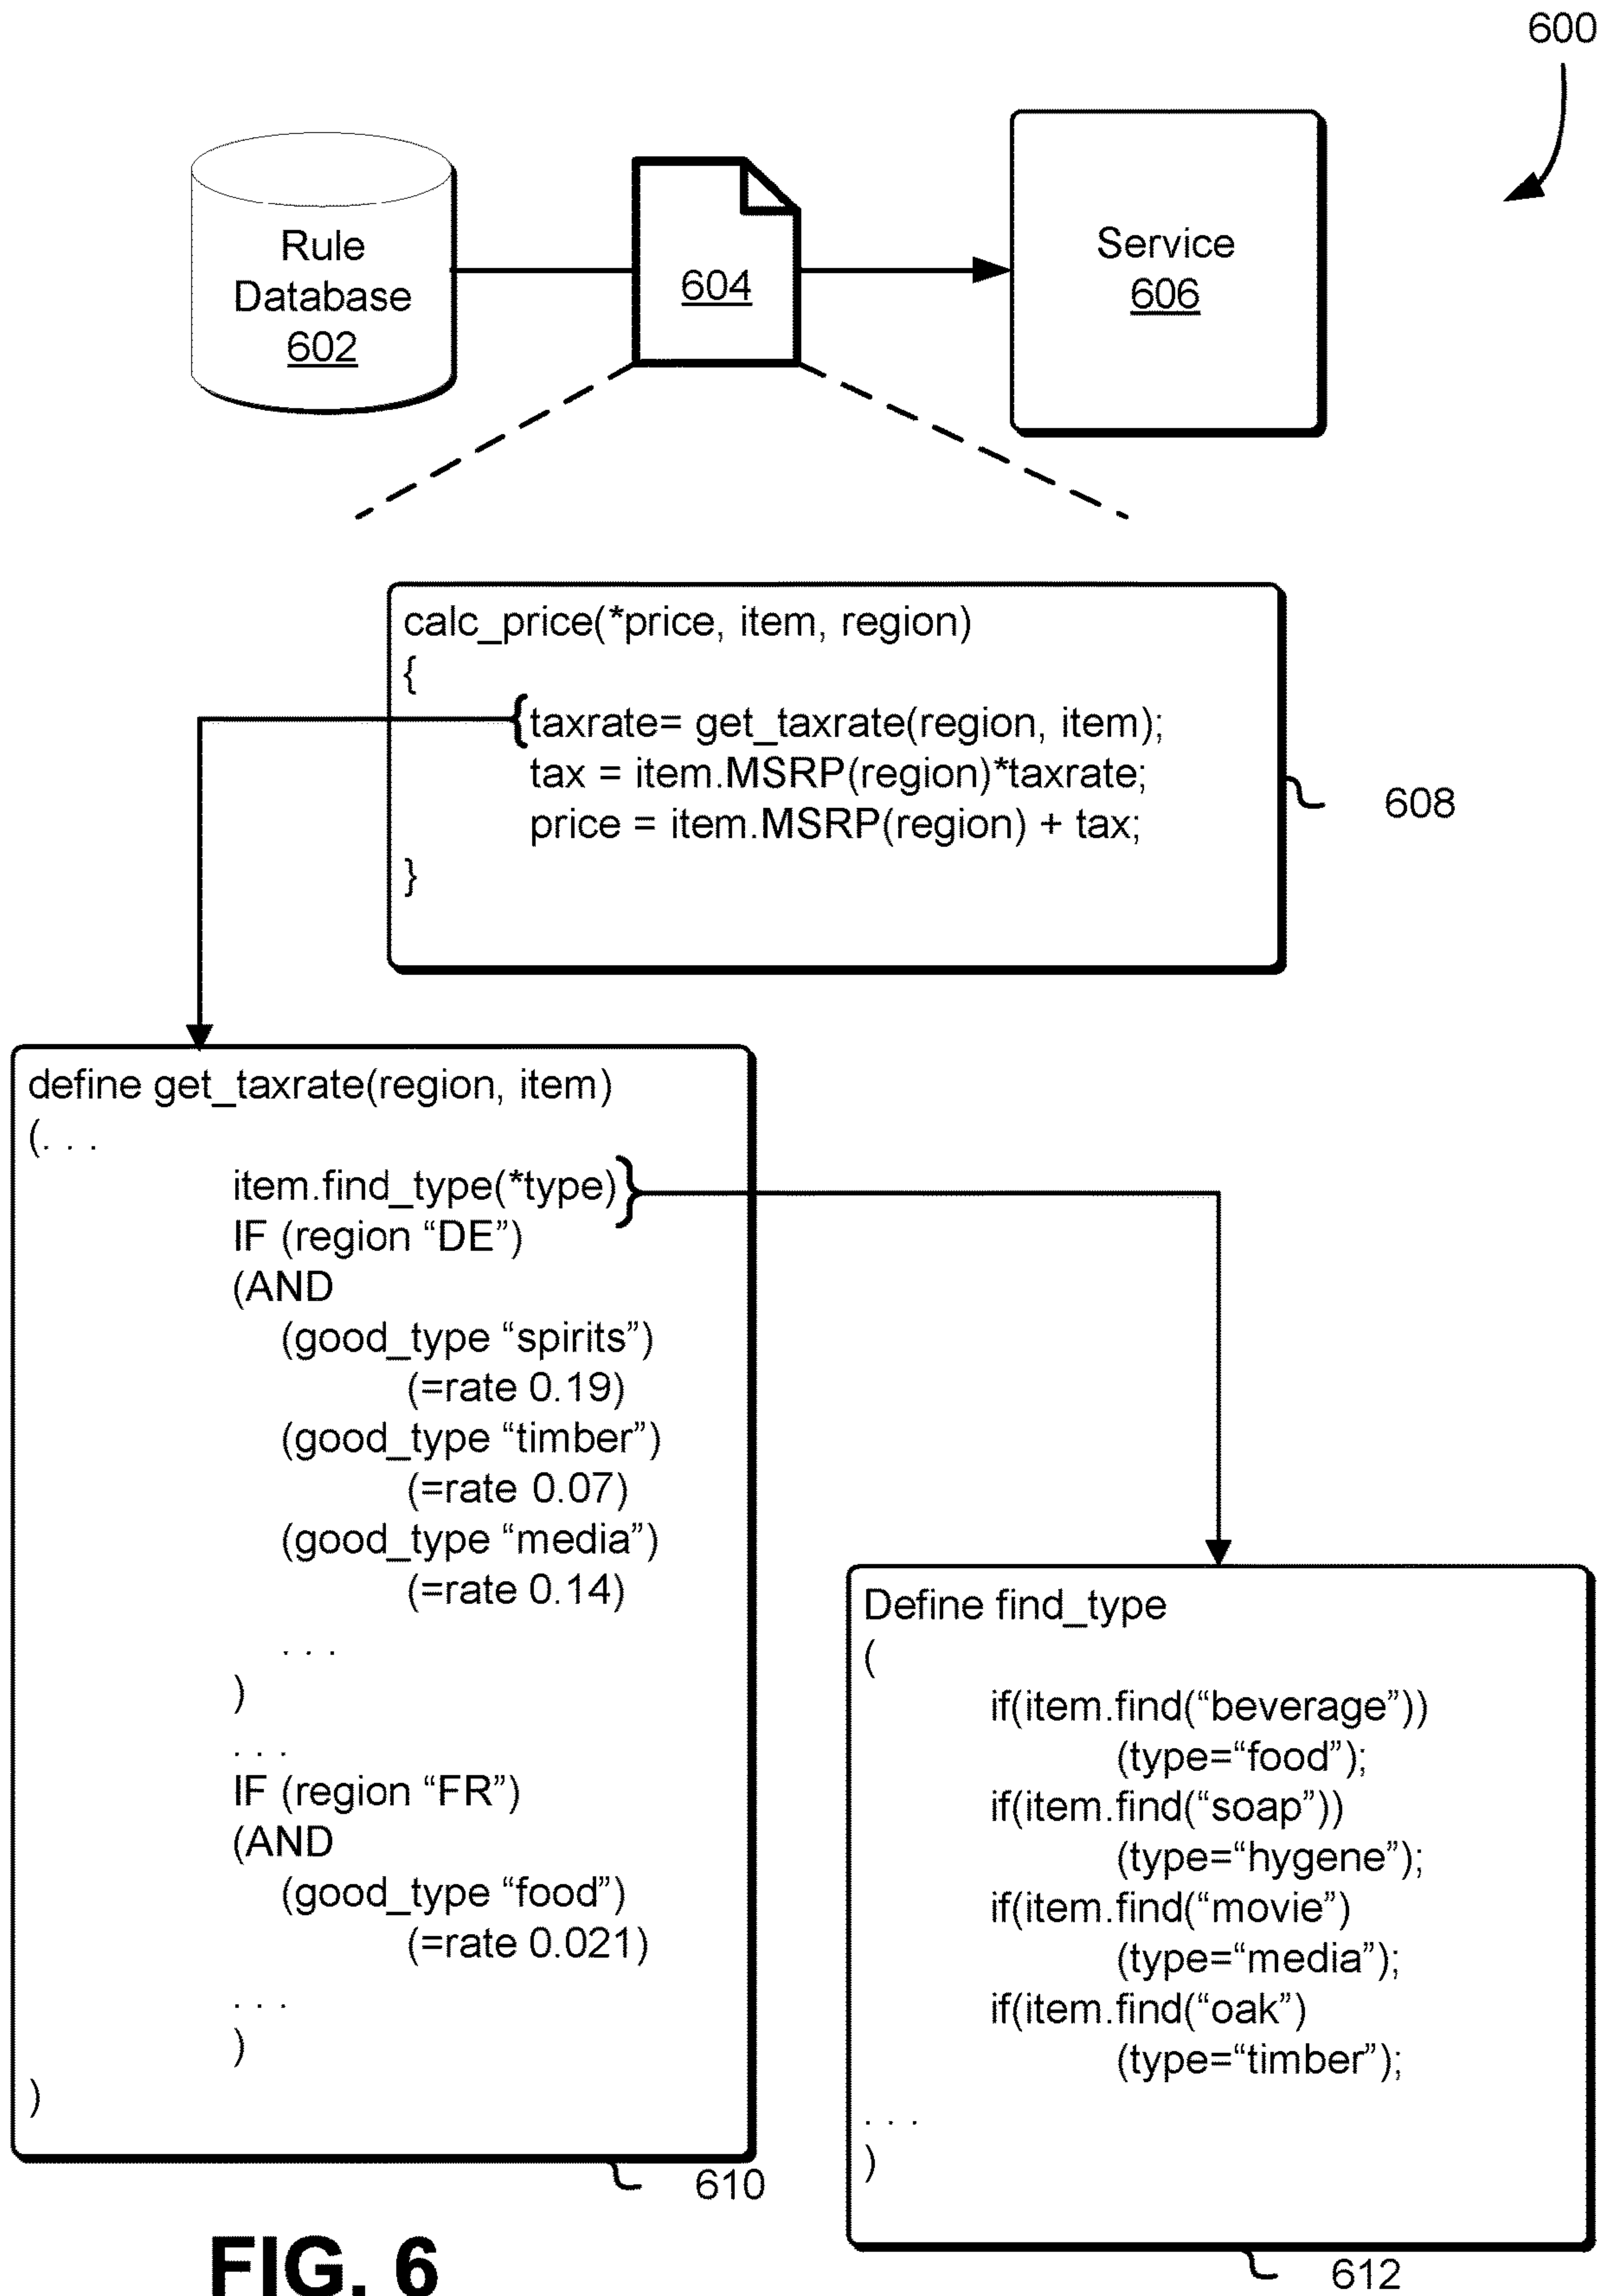 600
Rule
Database
602
604
Service
606
calc_price(*price, item, region)
{
{taxrate= get_taxrate(region, item);
tax = item.MSRP(region)*taxrate;
price = item.MSRP(region) + tax;
}
608
define get_taxrate(region, item)
(. . .
item.find_type(*type)}
IF (region “DE”)
(AND
(good_type “spirits”)
(=rate 0.19)
(good_type “timber”)
(=rate 0.07)
(good_type “media”)
(=rate 0.14)
. . .
)
. . .
IF (region “FR”)
(AND
(good_type “food”)
(=rate 0.021)
. . .
)
)
610
Define find_type
(
if(item.find(“beverage”))
(type=“food”);
if(item.find(“soap”))
(type=“hygene”);
if(item.find(“movie”)
(type=“media”);
if(item.find(“oak”)
(type=“timber”);
. . .
)
612
FIG. 6